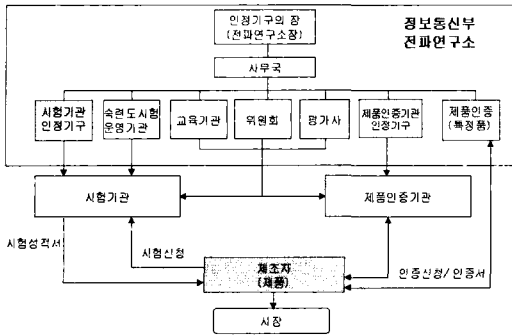 정보통신부
전파연구소
인정기구의 장
(전파연구소장)
사무국
시험기관
인정기구
숙련도시험
운영기관
교육기관
위원회
평가사
제품인증기관
인정기구
제품인증
(특정품)
시험기관
제품인증기관
시험성적서
시험신청
제조자
(제품)
인증신청/인증서
시장